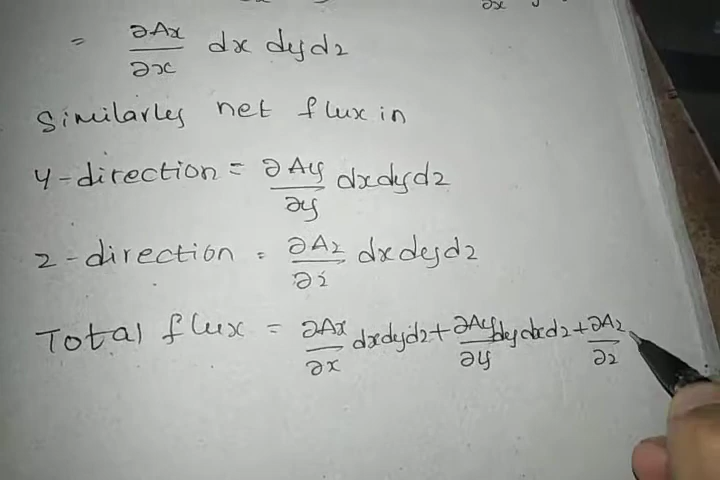 ∂x
= ∂Ax/∂x dx dy dz
Similarly net flux in
y-direction = ∂Ay/∂y dx dy dz
z-direction = ∂Az/∂z dx dy dz
Total flux = ∂Ax/∂x dx dy dz + ∂Ay/∂y dy dx dz + ∂Az/∂z